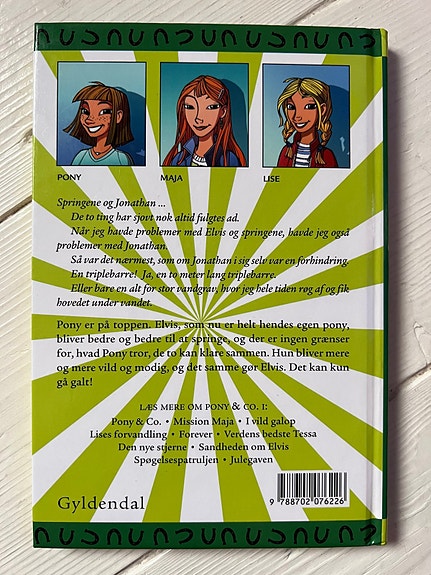 PONY
MAJA
LISE
Springene og Jonathan ...
De to ting har sjovt nok altid fulgtes ad.
Når jeg havde problemer med Elvis og springene, havde jeg også
problemer med Jonathan.
Så var det nærmest, som om Jonathan i sig selv var en forhindring.
En triplebarre! Ja, en to meter lang triplebarre.
Eller bare en alt for stor vandgrav, hvor jeg hele tiden røg af og fik
hovedet under vandet.
Pony er på toppen. Elvis, som nu er helt hendes egen pony,
bliver bedre og bedre til at springe, og der er ingen grænser
for, hvad Pony tror, de to kan klare sammen. Hun bliver mere
og mere vild og modig, og det samme gør Elvis. Det kan kun
gå galt!
LÆS MERE OM PONY & CO. I:
Pony & Co. • Mission Maja • I vild galop
Lises forvandling • Forever • Verdens bedste Tessa
Den nye stjerne • Sandheden om Elvis
Spøgelsespatruljen • Julegaven
Gyldendal
9 788702 076226